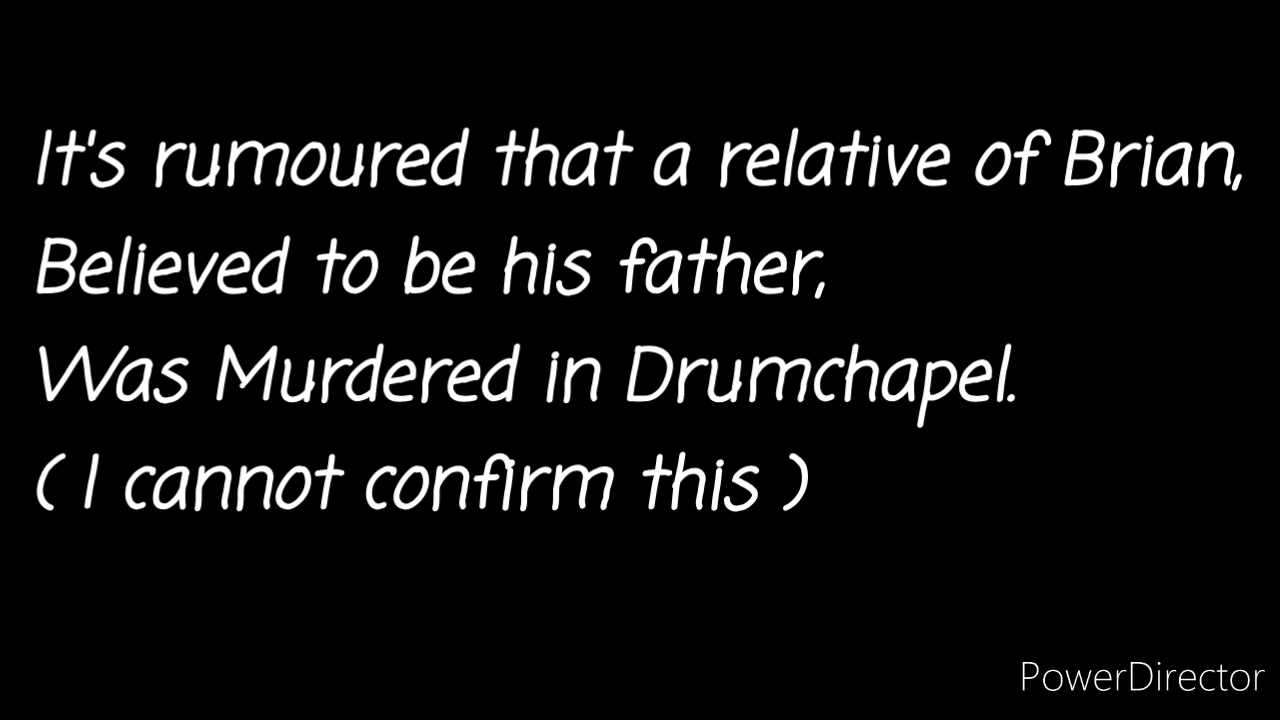 It's rumoured that a relative of Brian,
Believed to be his father,
Was Murdered in Drumchapel.
( I cannot confirm this )
PowerDirector